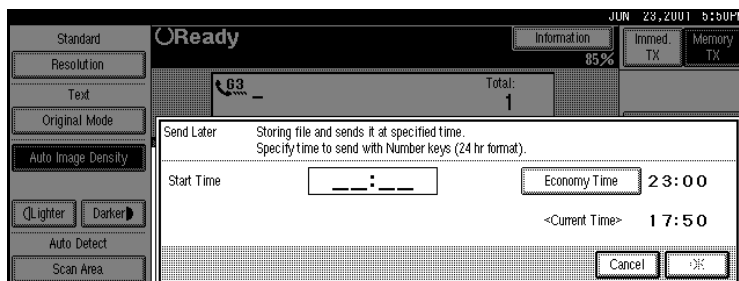 JUN 23,2001 5:50P
Standard
Resolution
Text
Original Mode
Auto Image Density
Lighter
Darker
Auto Detect
Scan Area
Ready
Information
85%
Immed. TX
Memory TX
63 _
Total:
1
Send Later
Storing file and sends it at specified time.
Specify time to send with Number keys (24 hr format).
Start Time
__:__
Economy Time
23:00
<Current Time>
17:50
Cancel
OK